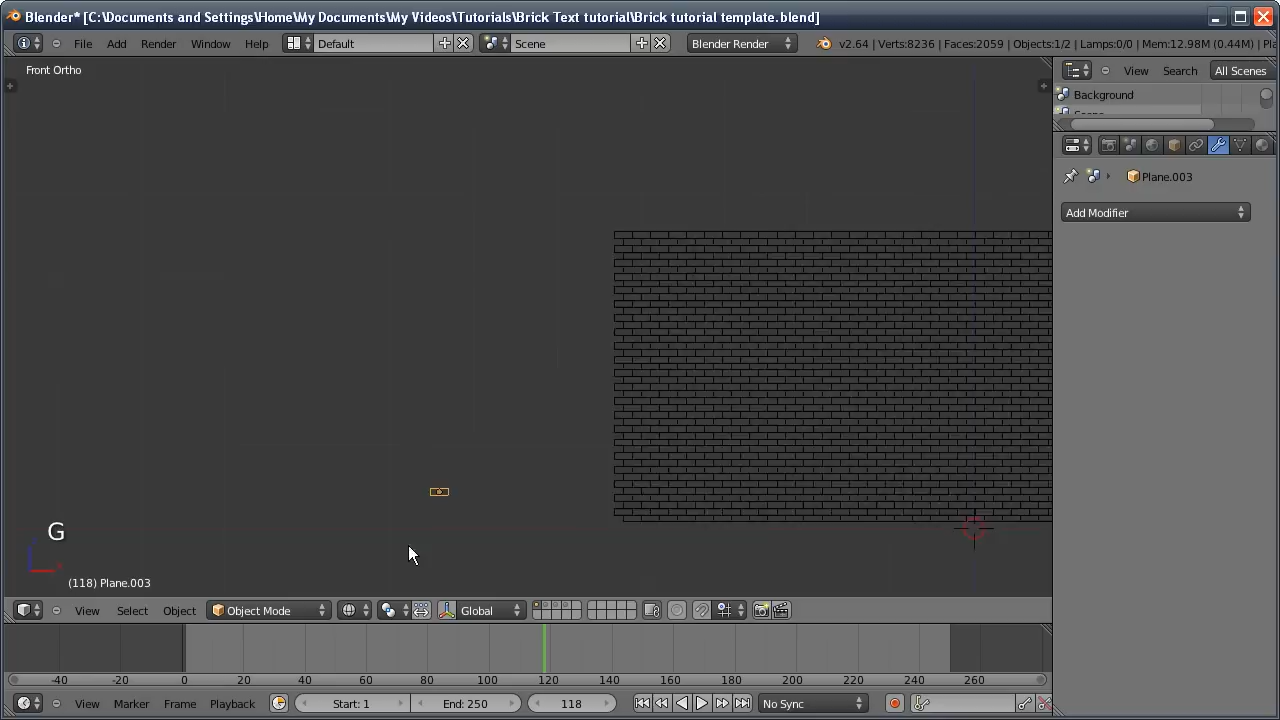 Blender* [C:\Documents and Settings\Home\My Documents\My Videos\Tutorials\Brick Text tutorial\Brick tutorial template.blend]
File Add Render Window Help Default Scene Blender Render v2.64 | Verts:8236 | Faces:2059 | Objects:1/2 | Lamps:0/0 | Mem:12.98M (0.44M) | Pla
Front Ortho
View Search All Scenes
Background
Plane.003
Add Modifier
G
(118) Plane.003
View Select Object Object Mode Global
-40 -20 0 20 40 60 80 100 120 140 160 180 200 220 240 260
View Marker Frame Playback Start: 1 End: 250 118 No Sync